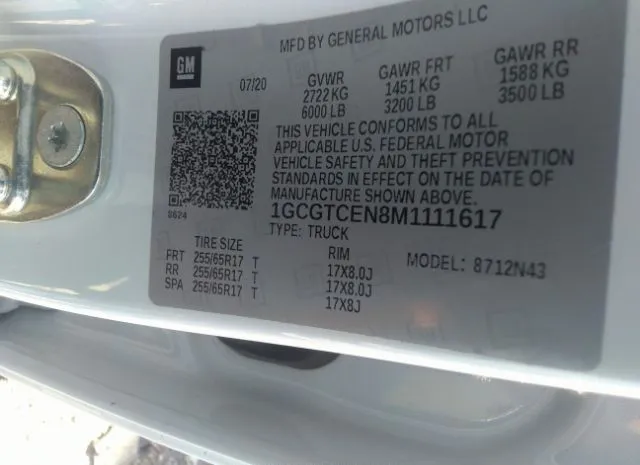 GM
MFD BY GENERAL MOTORS LLC
07/20 GVWR GAWR FRT GAWR RR
2722 KG 1451 KG 1588 KG
6000 LB 3200 LB 3500 LB
THIS VEHICLE CONFORMS TO ALL
APPLICABLE U.S. FEDERAL MOTOR
VEHICLE SAFETY AND THEFT PREVENTION
STANDARDS IN EFFECT ON THE DATE OF
MANUFACTURE SHOWN ABOVE.
8624 1GCGTCEN8M1111617
TYPE: TRUCK
TIRE SIZE RIM MODEL: 8712N43
FRT 255/65R17 T 17X8.0J
RR 255/65R17 T 17X8.0J
SPA 255/65R17 T 17X8J